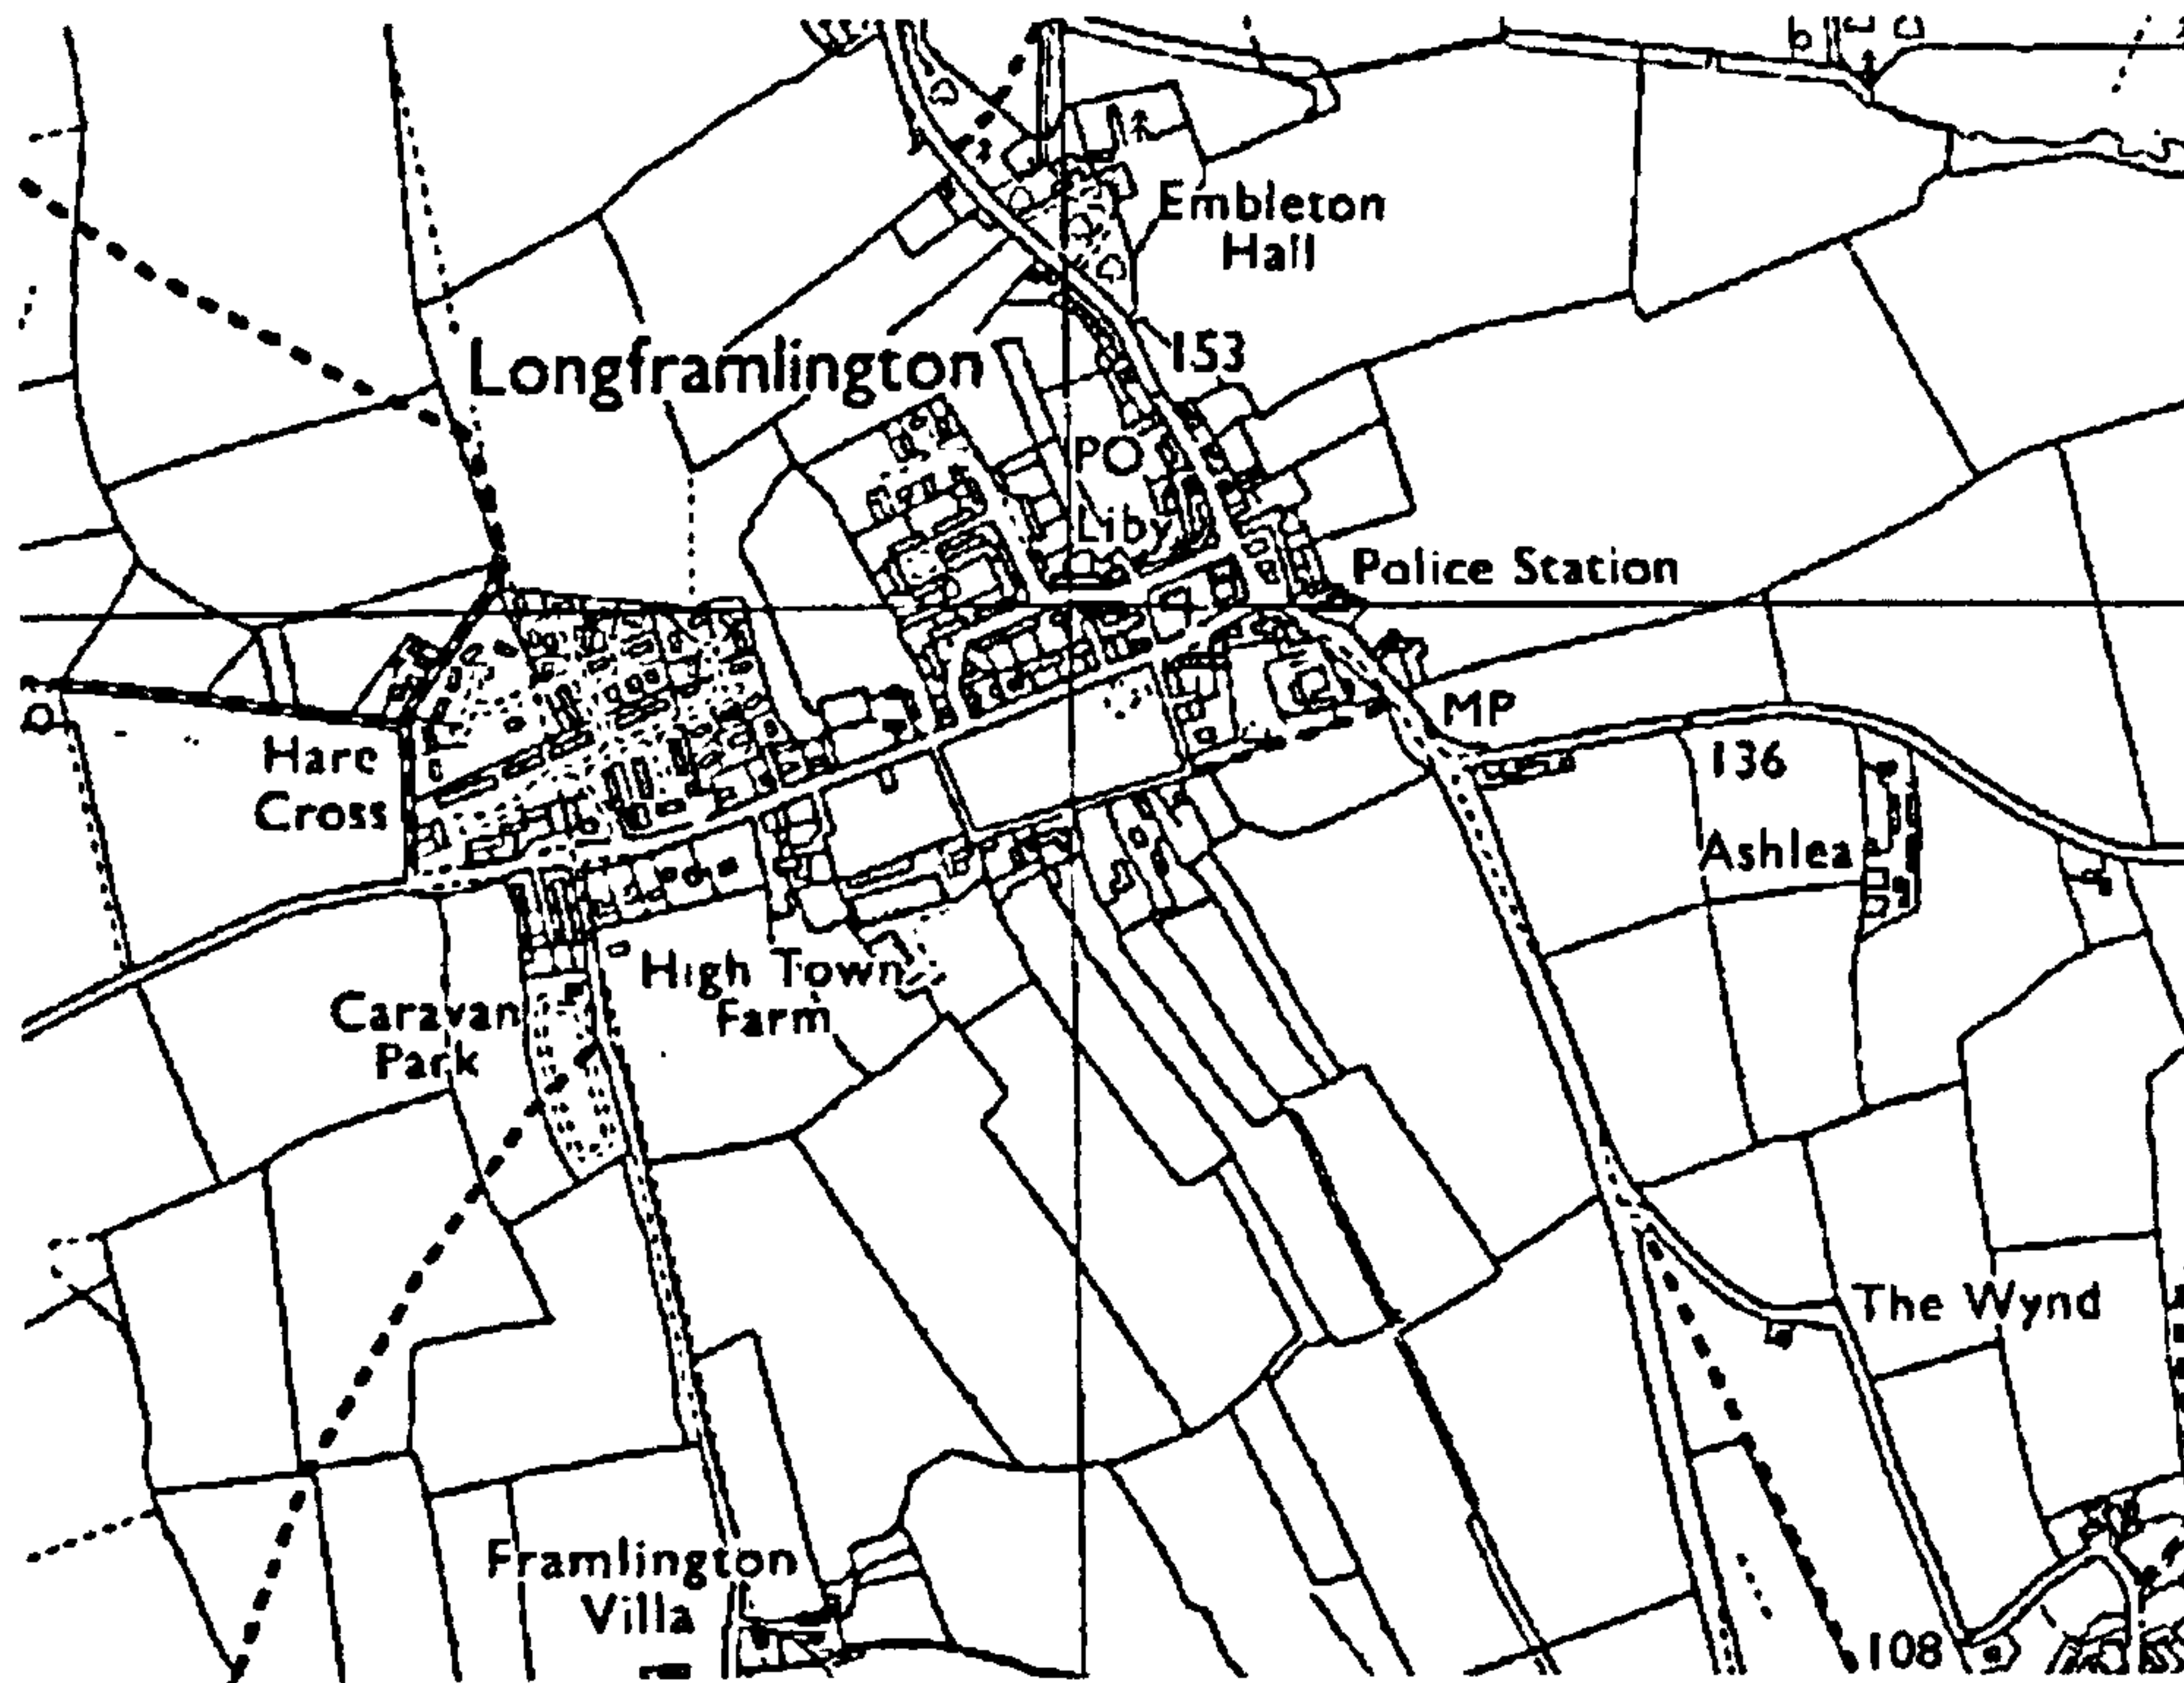 Embleton
Hall
153
Longframlington
PO
Liby
Police Station
MP
136
Hare
Cross
Ashlea
High Town
Farm
Caravan
Park
The Wynd
Framlington
Villa
108